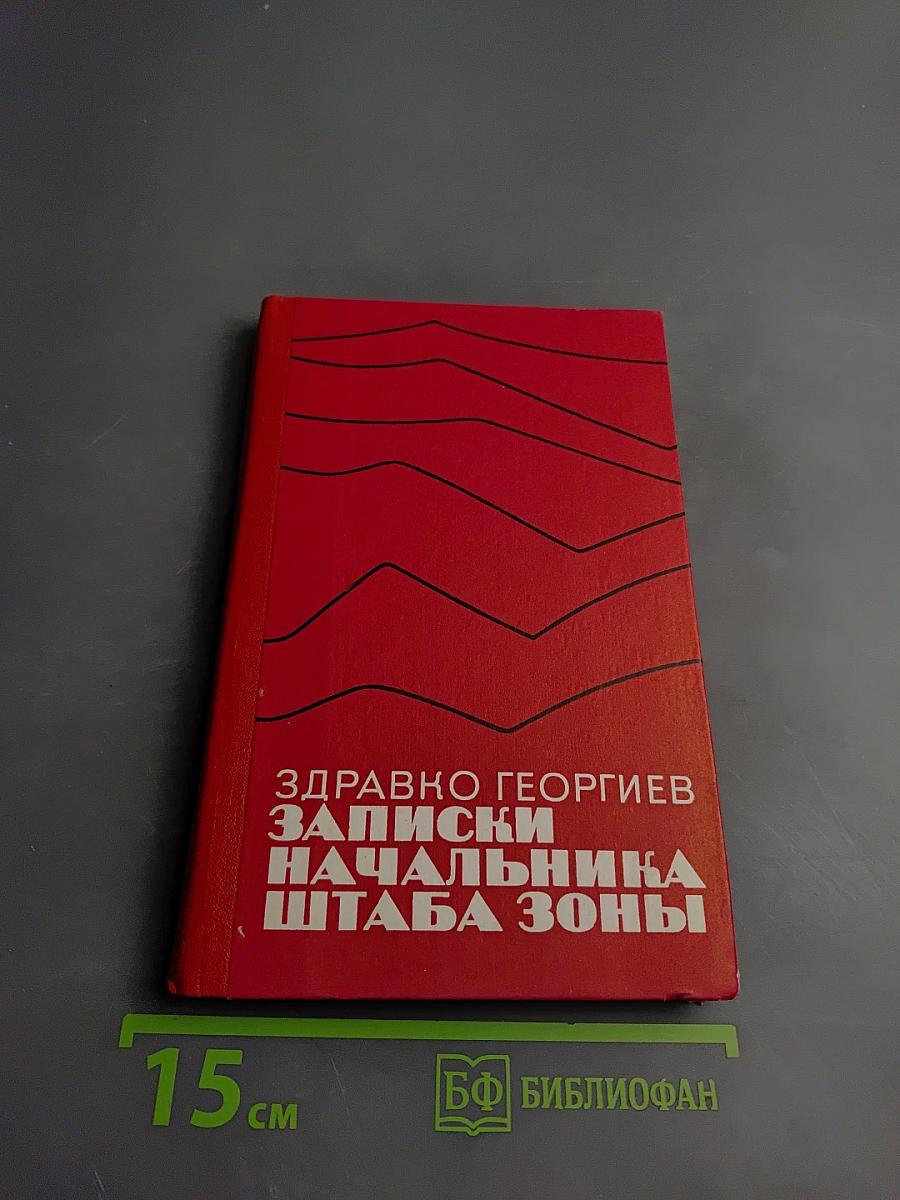 ЗДРАВКО ГЕОРГИЕВ
ЗАПИСКИ
НАЧАЛЬНИКА
ШТАБА ЗОНЫ
15 см
БФ БИБЛИОФАН